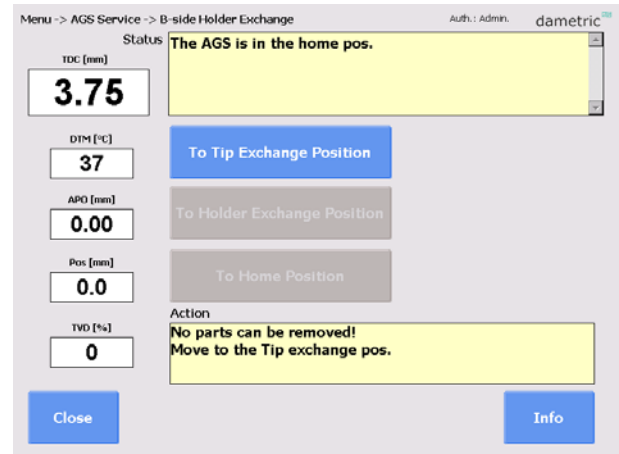 Menu -> AGS Service -> B-side Holder Exchange
Auth.: Admin.
dametric
Status
The AGS is in the home pos.
TDC [mm]
3.75
DTM [°C]
37
To Tip Exchange Position
APO [mm]
0.00
To Holder Exchange Position
Pos [mm]
0.0
To Home Position
Action
TVD [%]
0
No parts can be removed!
Move to the Tip exchange pos.
Close
Info